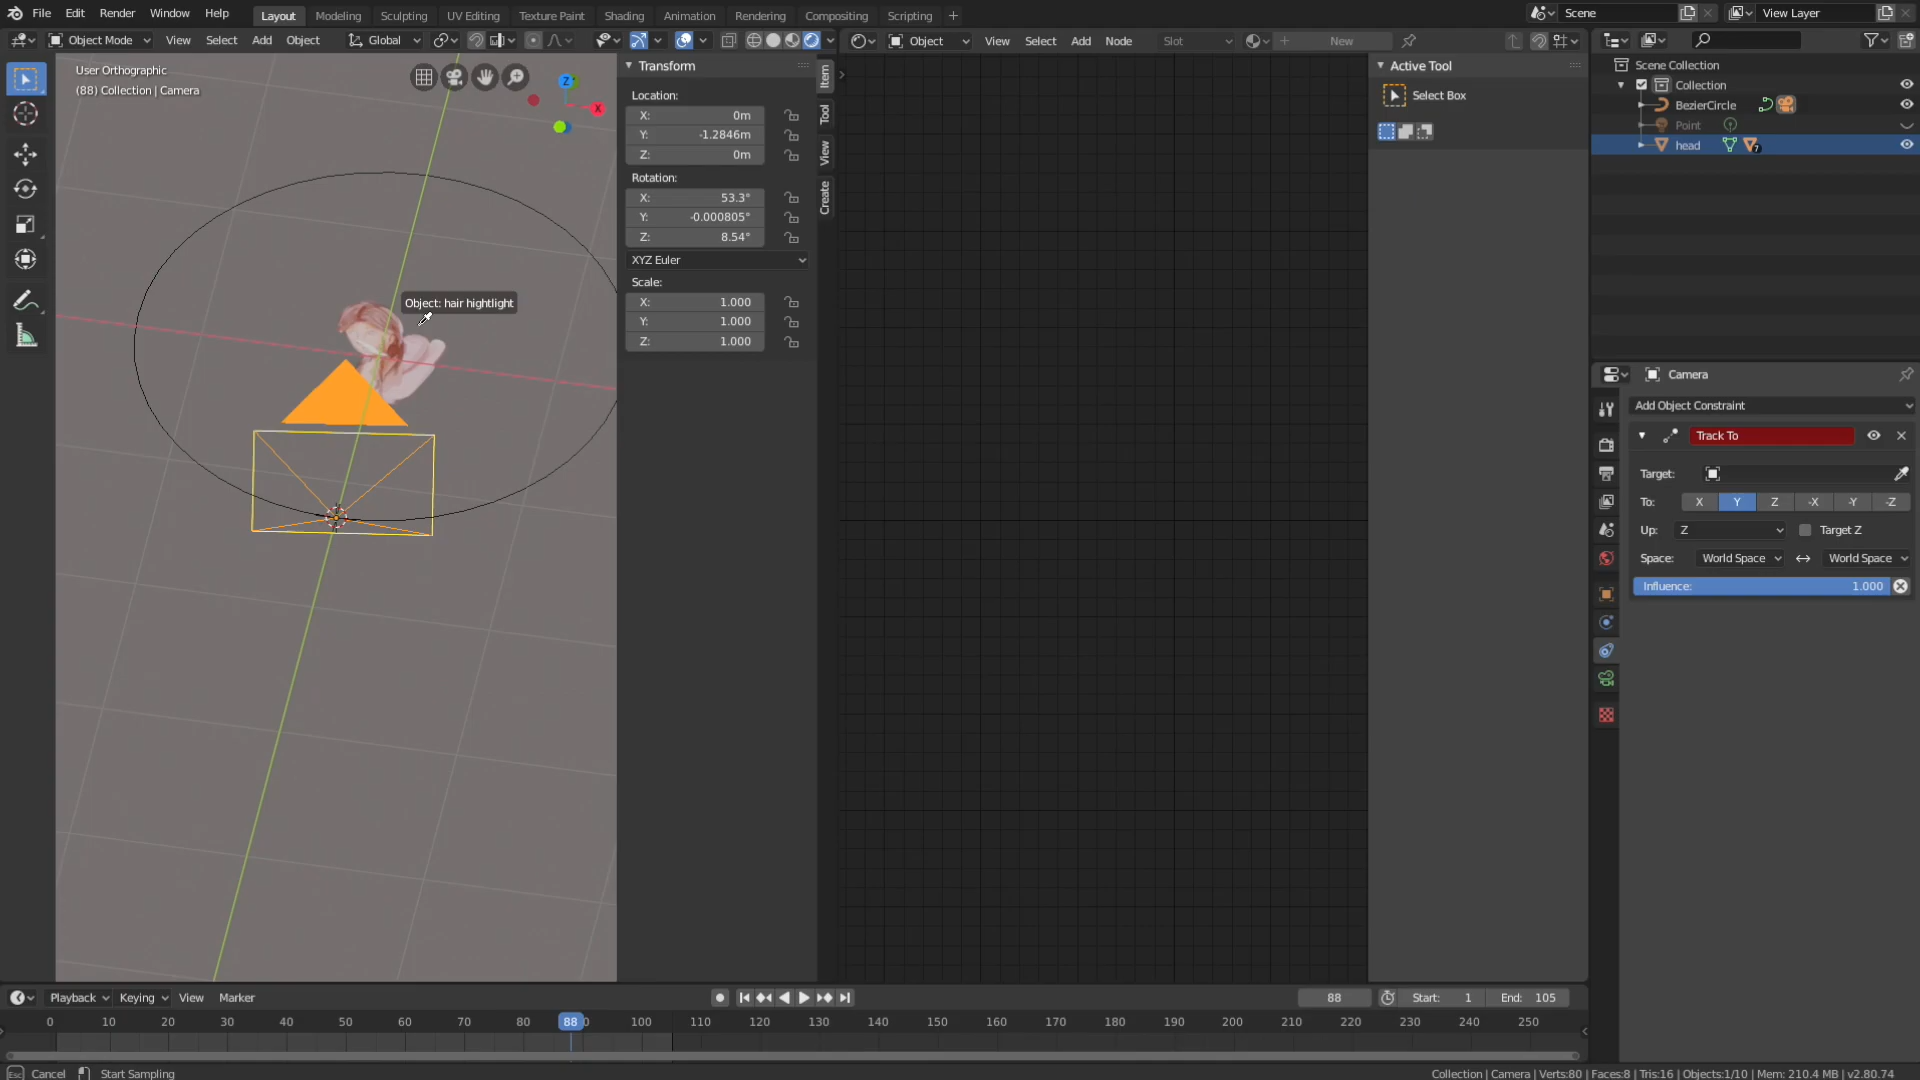 File Edit Render Window Help Layout Modeling Sculpting UV Editing Texture Paint Shading Animation Rendering Compositing Scripting + Scene View Layer
Object Mode View Select Add Object Global Object View Select Add Node Slot New
User Orthographic
(88) Collection | Camera
Z
X
Object: hair hightlight
Transform
Location:
X: 0m
Y: -1.2846m
Z: 0m
Rotation:
X: 53.3°
Y: -0.000805°
Z: 8.54°
XYZ Euler
Scale:
X: 1.000
Y: 1.000
Z: 1.000
Item
Tool
View
Create
Active Tool
Select Box
Scene Collection
Collection
BezierCircle
Point
head 7
Camera
Add Object Constraint
Track To
Target:
To: X Y Z -X -Y -Z
Up: Z Target Z
Space: World Space World Space
Influence: 1.000
Playback Keying View Marker 88 Start: 1 End: 105
0 10 20 30 40 50 60 70 80 88 0 100 110 120 130 140 150 160 170 180 190 200 210 220 230 240 250
Esc Cancel Start Sampling Collection | Camera | Verts:80 | Faces:8 | Tris:16 | Objects:1/10 | Mem: 210.4 MB | v2.80.74